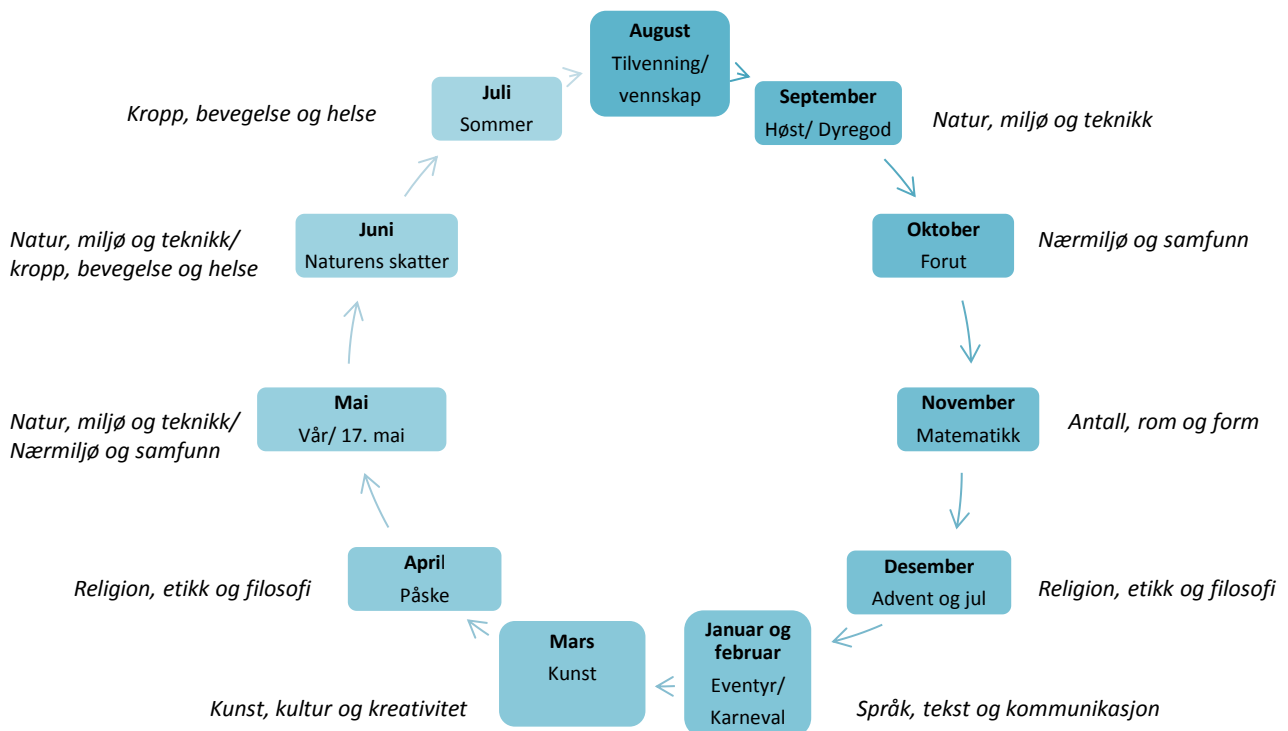 August
Tilvenning/
vennskap
September
Høst/ Dyregod
Natur, miljø og teknikk
Oktober
Forut
Nærmiljø og samfunn
November
Matematikk
Antall, rom og form
Desember
Advent og jul
Religion, etikk og filosofi
Januar og
februar
Eventyr/
Karneval
Språk, tekst og kommunikasjon
Mars
Kunst
Kunst, kultur og kreativitet
April
Påske
Religion, etikk og filosofi
Mai
Vår/ 17. mai
Natur, miljø og teknikk/
Nærmiljø og samfunn
Juni
Naturens skatter
Natur, miljø og teknikk/
kropp, bevegelse og helse
Juli
Sommer
Kropp, bevegelse og helse